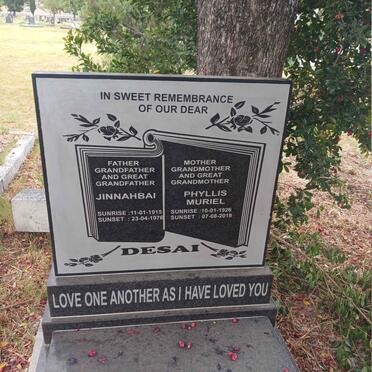 IN SWEET REMEMBRANCE
OF OUR DEAR
FATHER
GRANDFATHER
AND GREAT
GRANDFATHER
JINNAHBAI
SUNRISE : 11-01-1915
SUNSET : 23-04-1976
MOTHER
GRANDMOTHER
AND GREAT
GRANDMOTHER
PHYLLIS
MURIEL
SUNRISE : 10-01-1926
SUNSET : 07-08-2018
DESAI
LOVE ONE ANOTHER AS I HAVE LOVED YOU